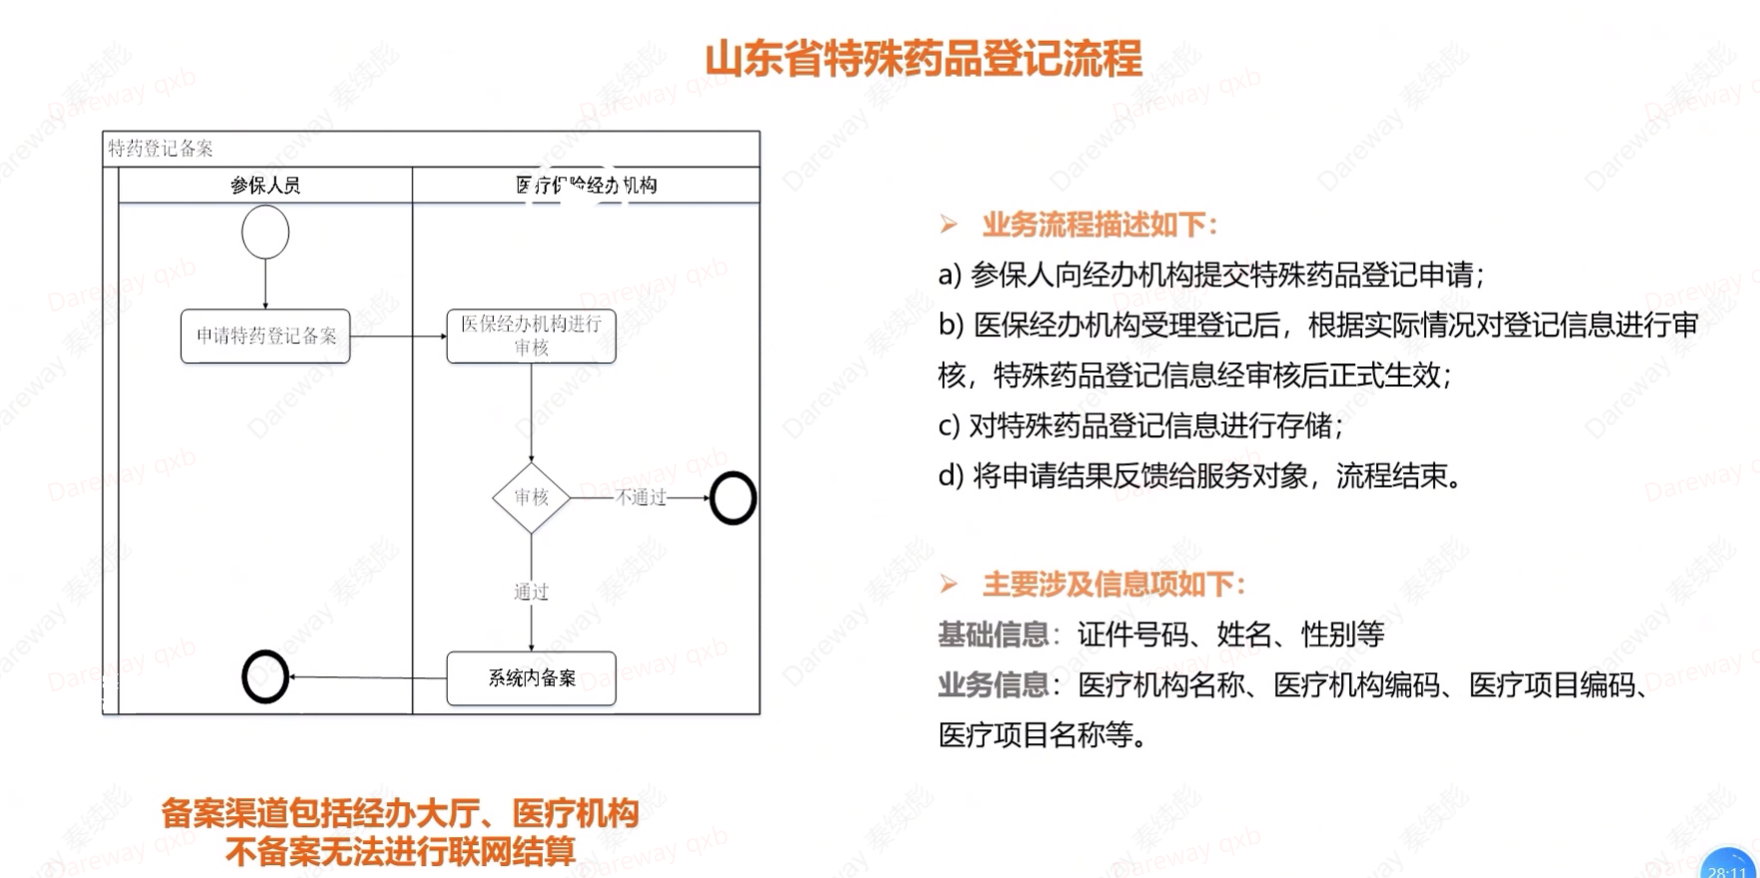 山东省特殊药品登记流程
特药登记备案
参保人员
医疗保险经办机构
申请特药登记备案
医保经办机构进行
审核
审核
不通过
通过
系统内备案
备案渠道包括经办大厅、医疗机构
不备案无法进行联网结算
➢ 业务流程描述如下：
a) 参保人向经办机构提交特殊药品登记申请；
b) 医保经办机构受理登记后，根据实际情况对登记信息进行审
核，特殊药品登记信息经审核后正式生效；
c) 对特殊药品登记信息进行存储；
d) 将申请结果反馈给服务对象，流程结束。
➢ 主要涉及信息项如下：
基础信息：证件号码、姓名、性别等
业务信息：医疗机构名称、医疗机构编码、医疗项目编码、
医疗项目名称等。
28:11
Dareway 秦续彪
Dareway qxb